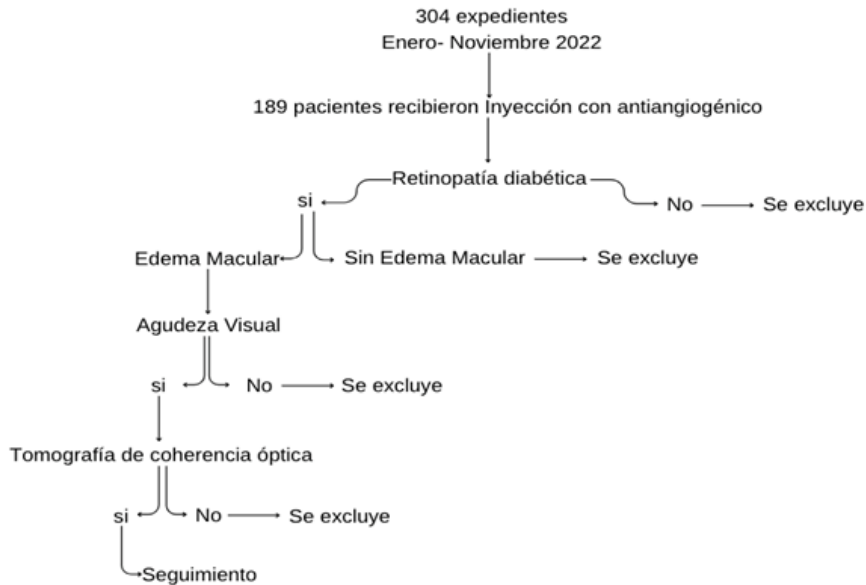 304 expedientes
Enero- Noviembre 2022
189 pacientes recibieron Inyección con antiangiogénico
Retinopatía diabética
si
No
Se excluye
Edema Macular
Sin Edema Macular
Se excluye
Agudeza Visual
si
No
Se excluye
Tomografía de coherencia óptica
si
No
Se excluye
Seguimiento